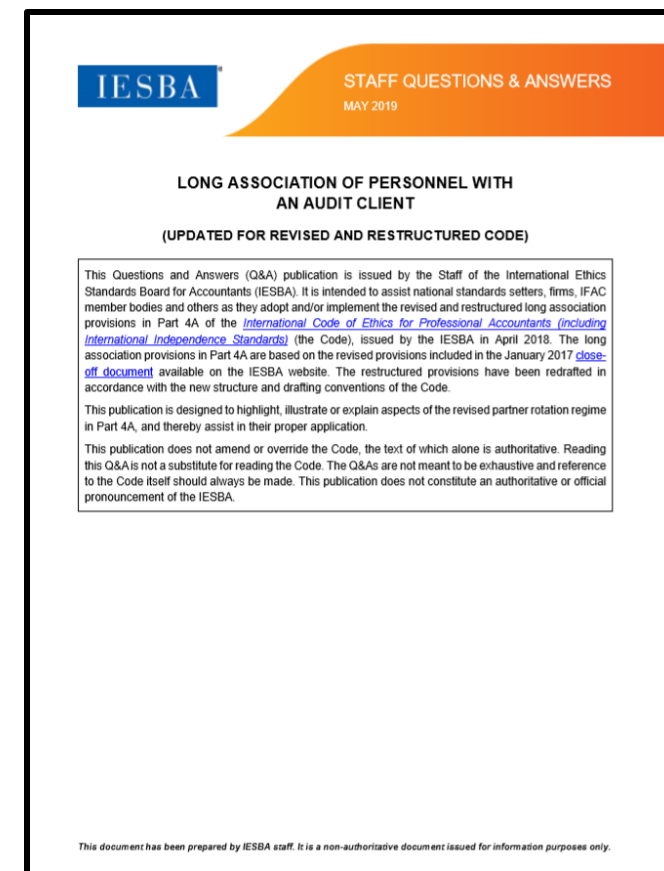 IESBA
STAFF QUESTIONS & ANSWERS
MAY 2019
LONG ASSOCIATION OF PERSONNEL WITH
AN AUDIT CLIENT
(UPDATED FOR REVISED AND RESTRUCTURED CODE)
This Questions and Answers (Q&A) publication is issued by the Staff of the International Ethics
Standards Board for Accountants (IESBA). It is intended to assist national standards setters, firms, IFAC
member bodies and others as they adopt and/or implement the revised and restructured long association
provisions in Part 4A of the International Code of Ethics for Professional Accountants (including
International Independence Standards) (the Code), issued by the IESBA in April 2018. The long
association provisions in Part 4A are based on the revised provisions included in the January 2017 close-
off document available on the IESBA website. The restructured provisions have been redrafted in
accordance with the new structure and drafting conventions of the Code.
This publication is designed to highlight, illustrate or explain aspects of the revised partner rotation regime
in Part 4A, and thereby assist in their proper application.
This publication does not amend or override the Code, the text of which alone is authoritative. Reading
this Q&A is not a substitute for reading the Code. The Q&As are not meant to be exhaustive and reference
to the Code itself should always be made. This publication does not constitute an authoritative or official
pronouncement of the IESBA.
This document has been prepared by IESBA staff. It is a non-authoritative document issued for information purposes only.